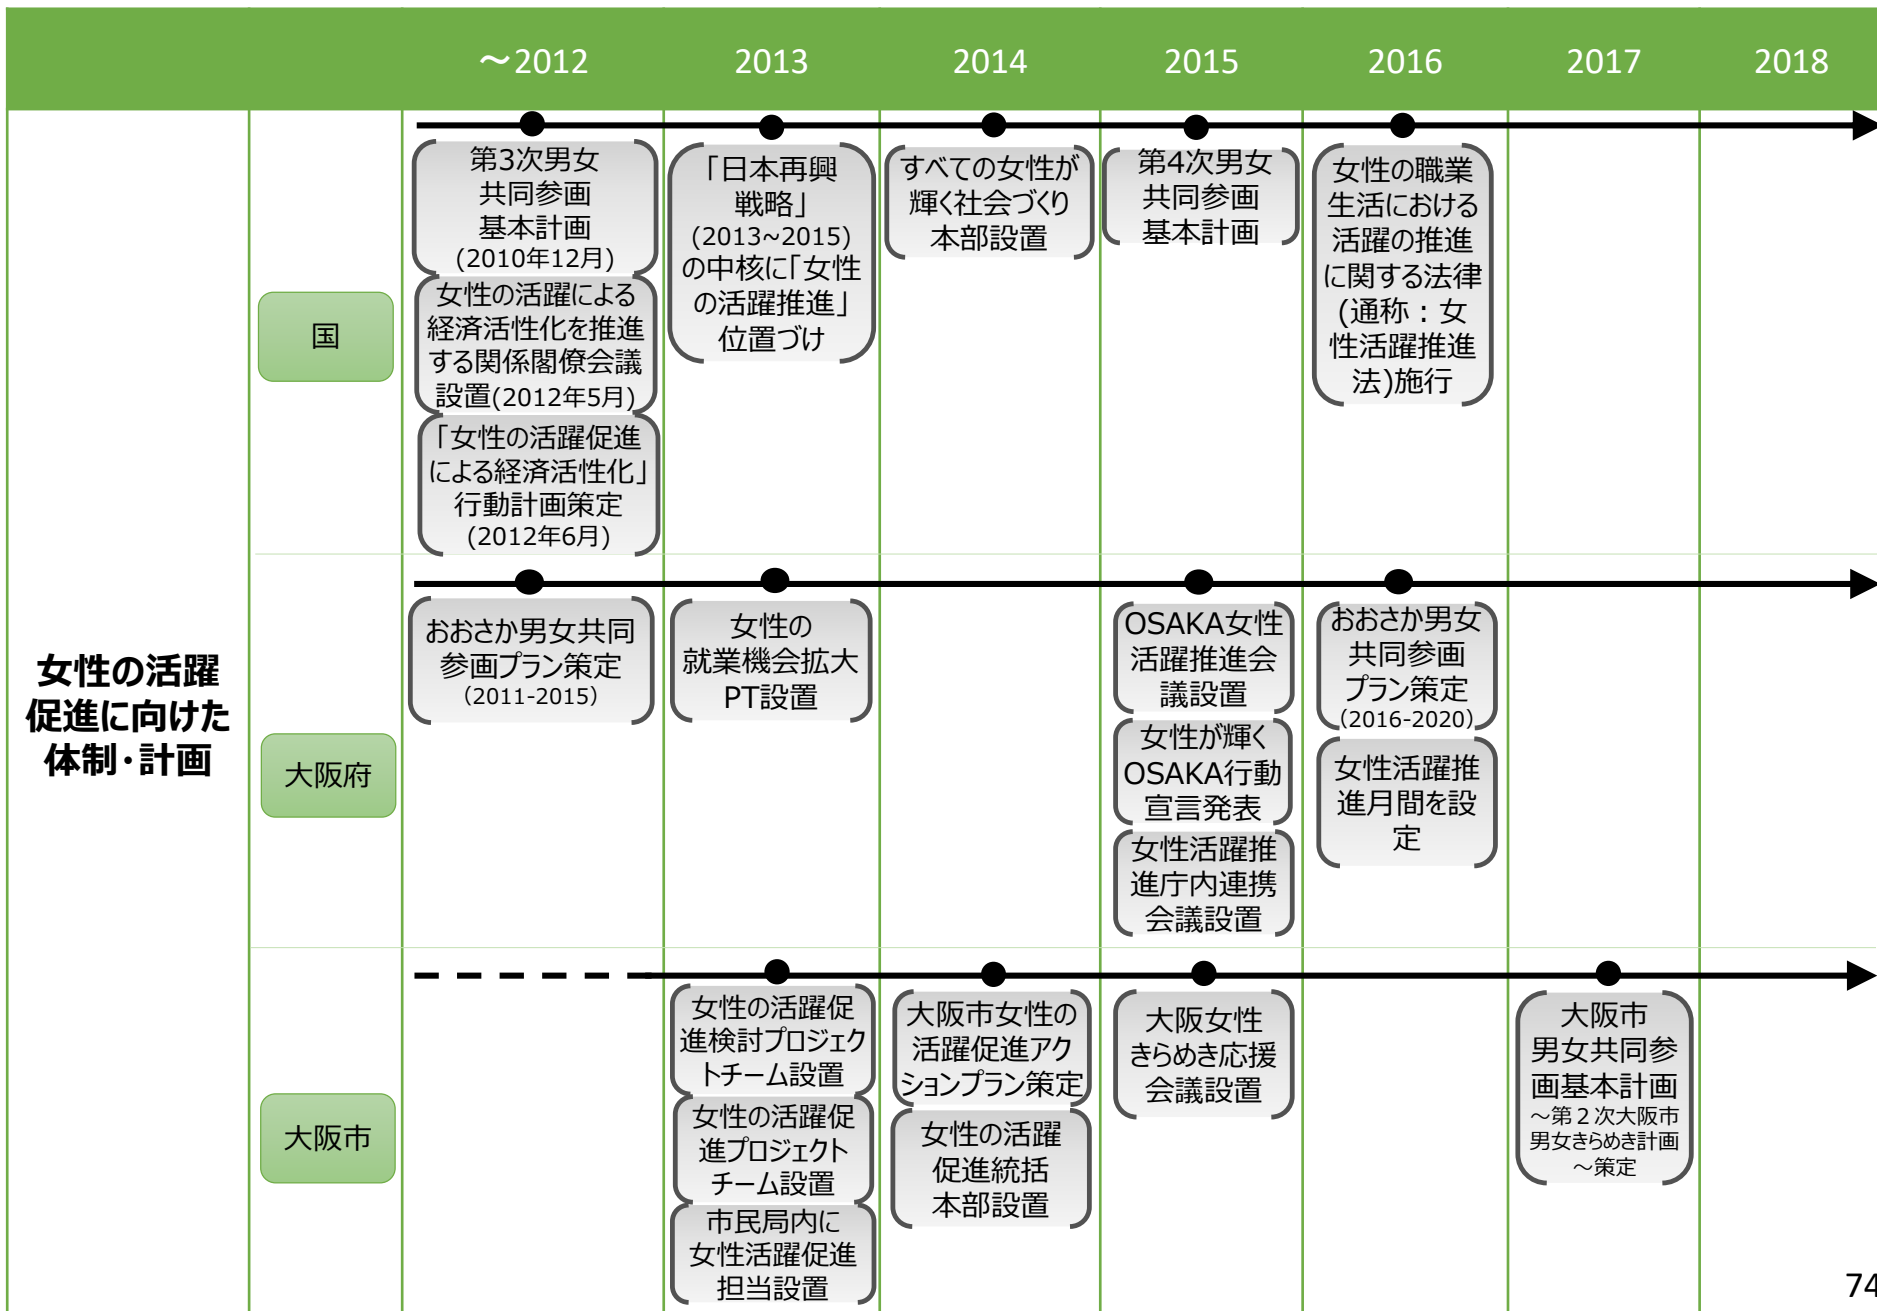 ～2012
2013
2014
2015
2016
2017
2018
女性の活躍
促進に向けた
体制・計画
国
第3次男女
共同参画
基本計画
(2010年12月)
女性の活躍による
経済活性化を推進
する関係閣僚会議
設置(2012年5月)
「女性の活躍促進
による経済活性化」
行動計画策定
(2012年6月)
「日本再興
戦略」
(2013~2015)
の中核に「女性
の活躍推進」
位置づけ
すべての女性が
輝く社会づくり
本部設置
第4次男女
共同参画
基本計画
女性の職業
生活における
活躍の推進
に関する法律
(通称：女
性活躍推進
法)施行
大阪府
おおさか男女共同
参画プラン策定
(2011-2015)
女性の
就業機会拡大
PT設置
OSAKA女性
活躍推進会
議設置
女性が輝く
OSAKA行動
宣言発表
女性活躍推
進庁内連携
会議設置
おおさか男女
共同参画
プラン策定
(2016-2020)
女性活躍推
進月間を設
定
大阪市
女性の活躍促
進検討プロジェク
トチーム設置
女性の活躍促
進プロジェクト
チーム設置
市民局内に
女性活躍促進
担当設置
大阪市女性の
活躍促進アク
ションプラン策定
女性の活躍
促進統括
本部設置
大阪女性
きらめき応援
会議設置
大阪市
男女共同参
画基本計画
～第２次大阪市
男女きらめき計画
～策定
74